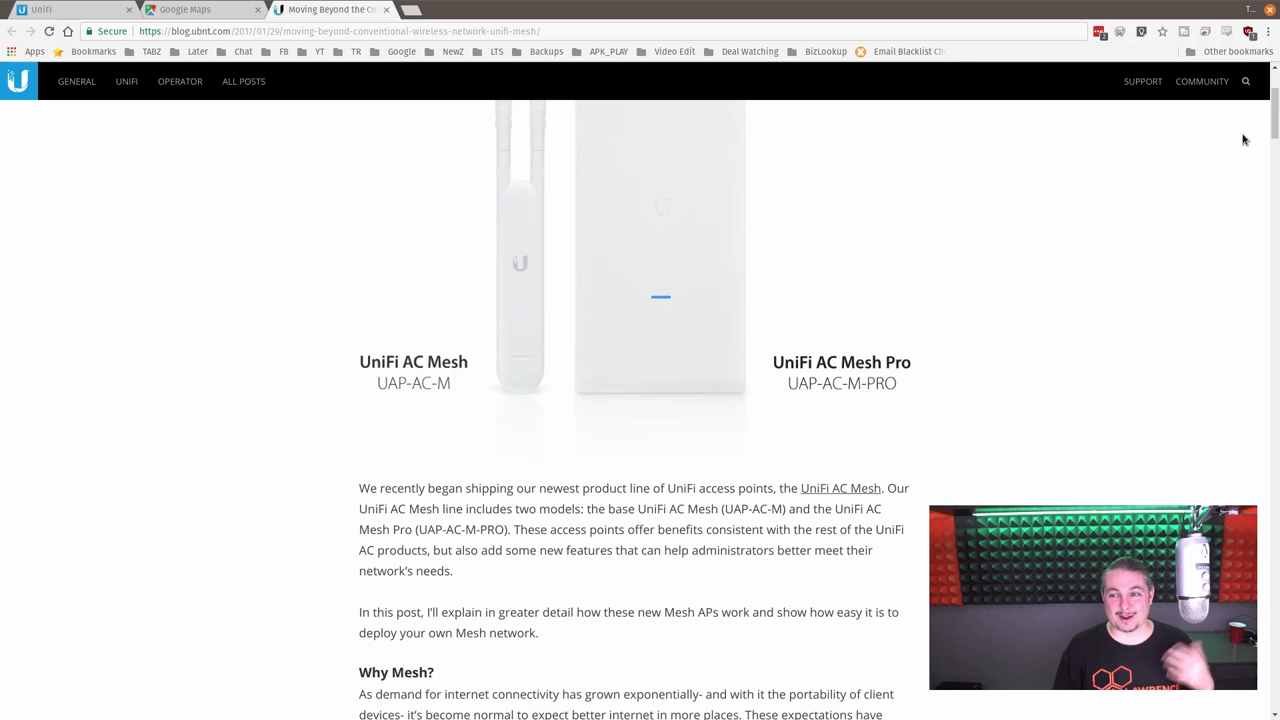 UniFi
Google Maps
Moving Beyond the Co
T...
Secure
https://blog.ubnt.com/2017/01/29/moving-beyond-conventional-wireless-network-unifi-mesh/
Apps Bookmarks TABZ Later Chat FB YT TR Google NewZ LTS Backups APK_PLAY Video Edit Deal Watching BizLookup Email Blacklist Ch Other bookmarks
GENERAL UNIFI OPERATOR ALL POSTS SUPPORT COMMUNITY
UniFi AC Mesh
UAP-AC-M
UniFi AC Mesh Pro
UAP-AC-M-PRO
We recently began shipping our newest product line of UniFi access points, the UniFi AC Mesh. Our
UniFi AC Mesh line includes two models: the base UniFi AC Mesh (UAP-AC-M) and the UniFi AC
Mesh Pro (UAP-AC-M-PRO). These access points offer benefits consistent with the rest of the UniFi
AC products, but also add some new features that can help administrators better meet their
network's needs.
In this post, I'll explain in greater detail how these new Mesh APs work and show how easy it is to
deploy your own Mesh network.
Why Mesh?
As demand for internet connectivity has grown exponentially- and with it the portability of client
devices- it's become normal to expect better internet in more places. These expectations have
LAWRENCE